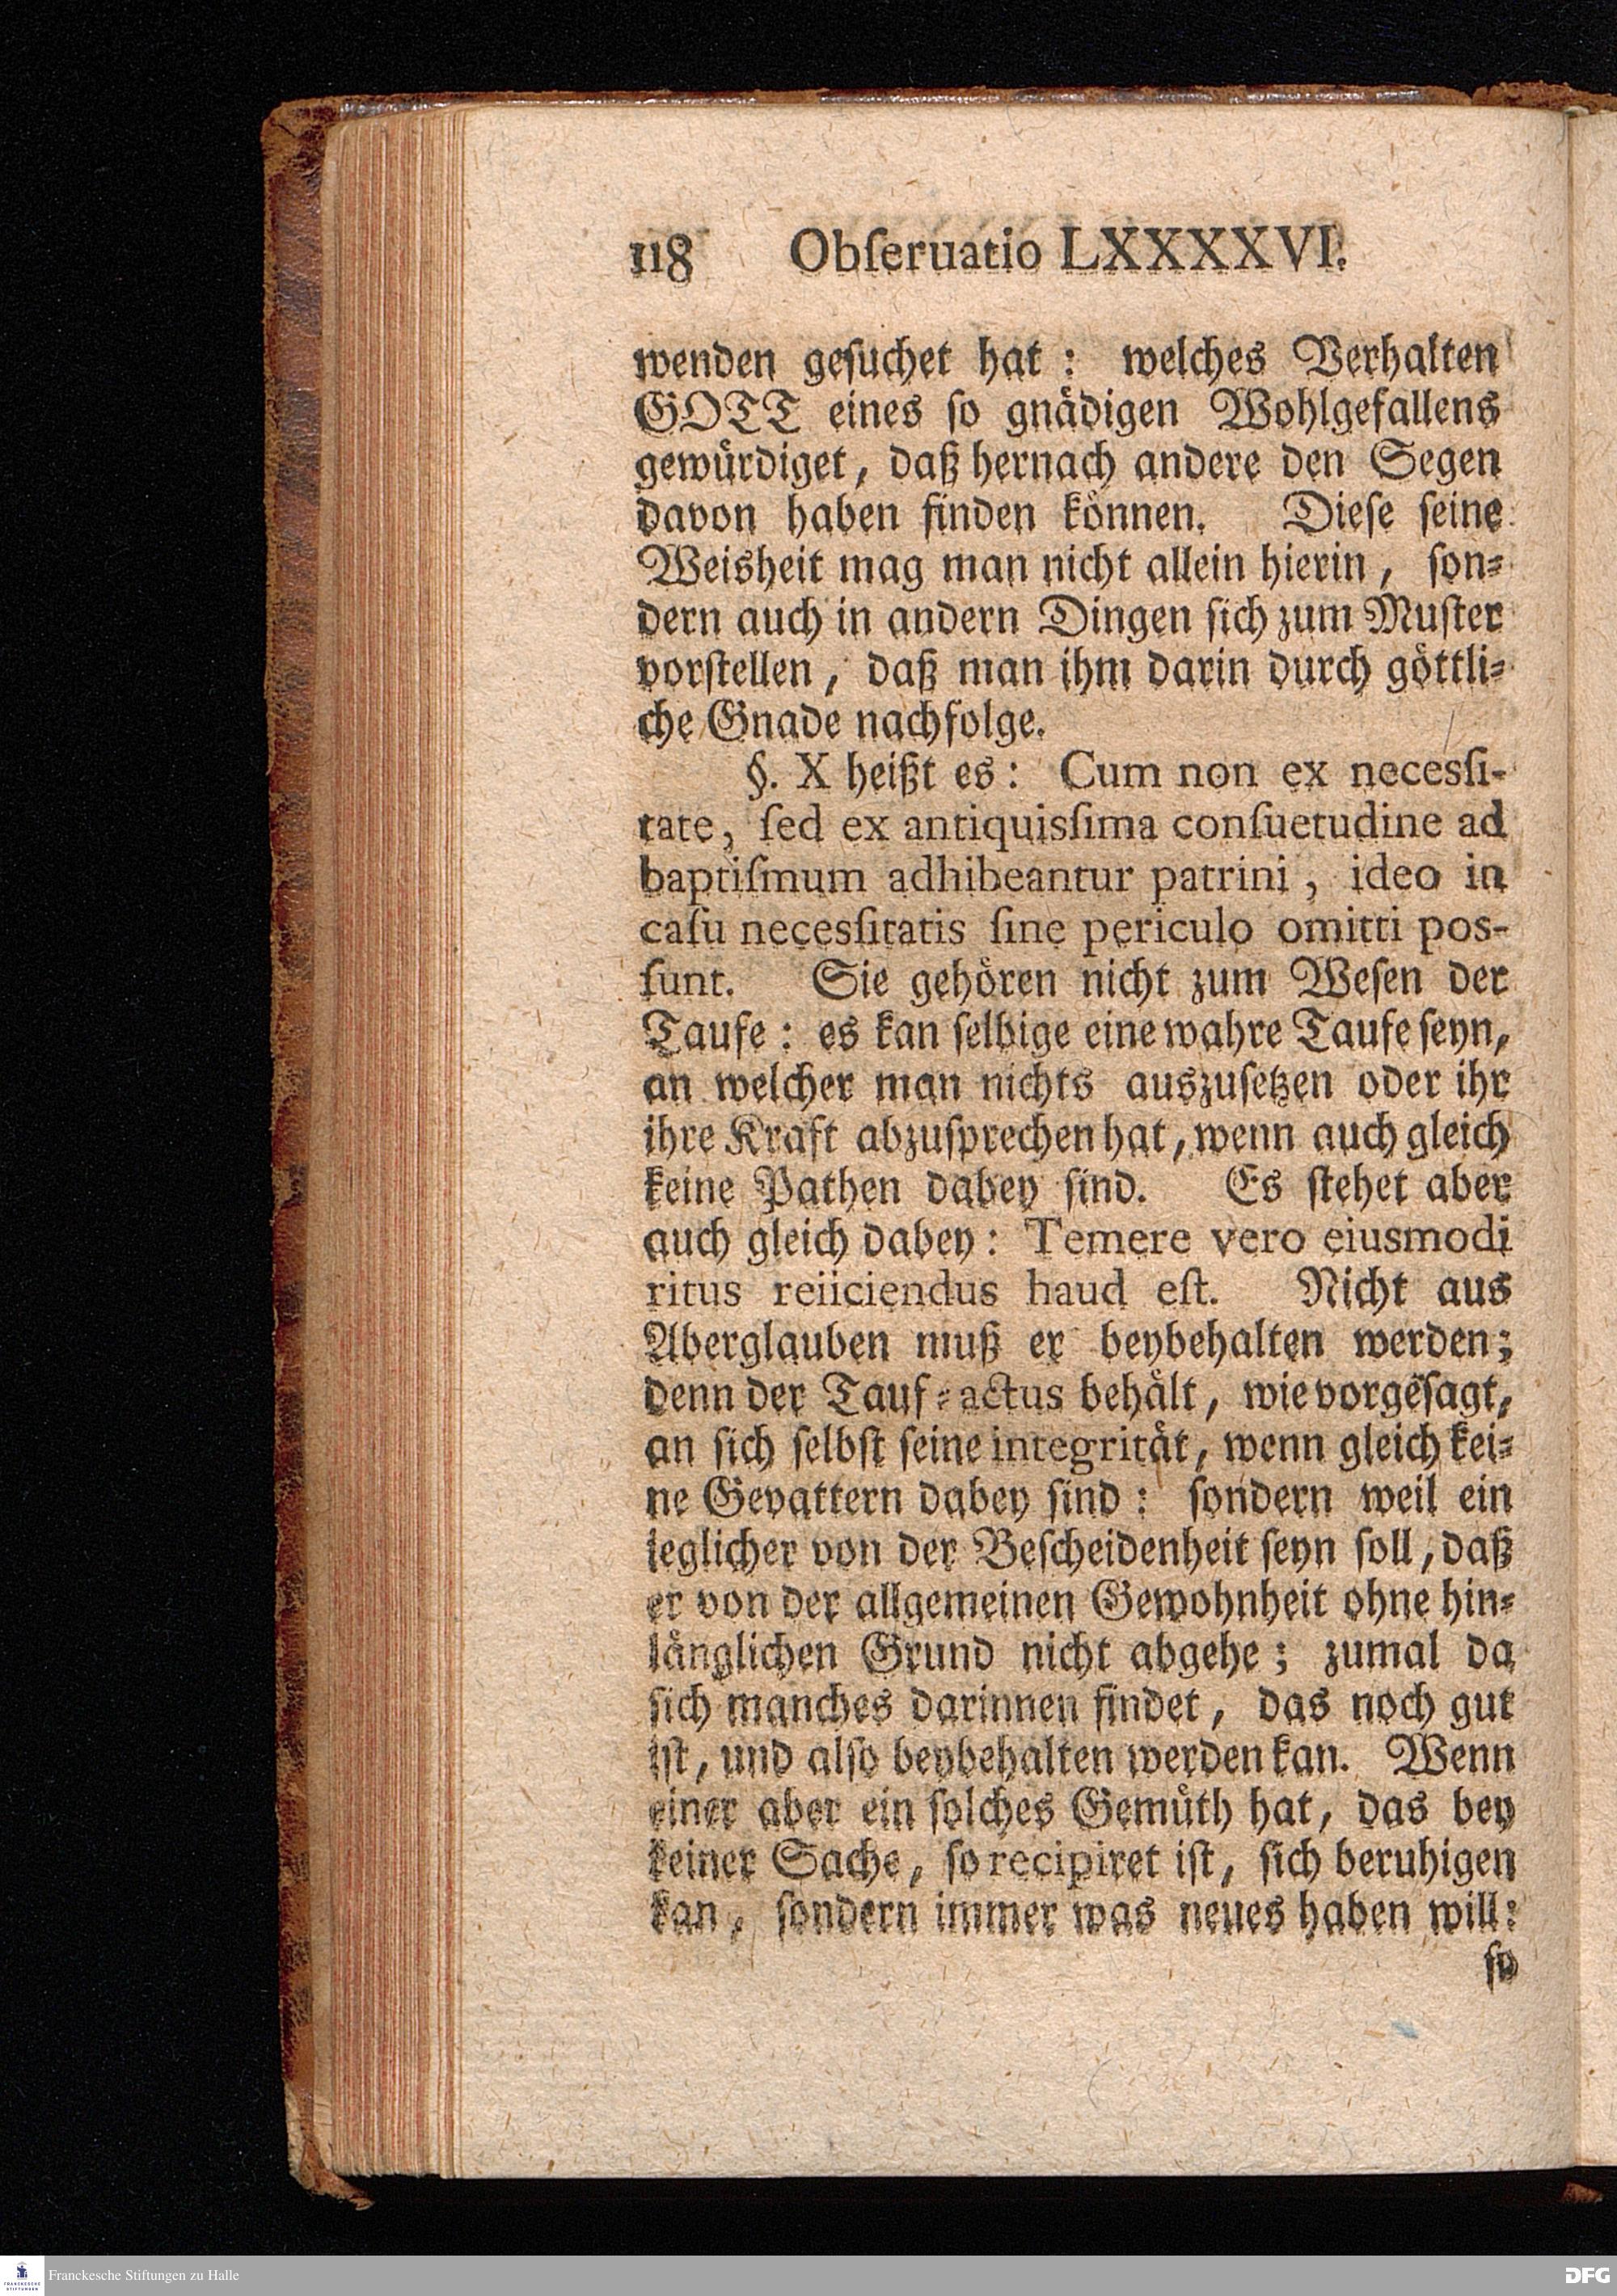 118 Obſeruatio LXXXXVI.
wenden geſuchet hat: welches Verhalten
GOTT eines ſo gnädigen Wohlgefallens
gewürdiget, daß hernach andere den Segen
davon haben finden können. Dieſe ſeine
Weisheit mag man nicht allein hierin, ſon-
dern auch in andern Dingen ſich zum Muſter
vorſtellen, daß man ihm darin durch göttli-
che Gnade nachfolge.
§. X heißt es: Cum non ex necesſi-
tate, ſed ex antiquisſima conſuetudine ad
baptiſmum adhibeantur patrini, ideo in
caſu necesſitatis ſine periculo omitti pos-
ſunt. Sie gehören nicht zum Weſen der
Taufe: es kan ſelbige eine wahre Taufe ſeyn,
an welcher man nichts auszuſetzen oder ihr
ihre Kraft abzuſprechen hat, wenn auch gleich
keine Pathen dabey ſind. Es ſtehet aber
auch gleich dabey: Temere vero eiusmodi
ritus reiiciendus haud eſt. Nicht aus
Aberglauben muß er beybehalten werden;
denn der Tauf-actus behält, wie vorgeſagt,
an ſich ſelbſt ſeine integrität, wenn gleich kei-
ne Gevattern dabey ſind: ſondern weil ein
ieglicher von der Beſcheidenheit ſeyn ſoll, daß
er von der allgemeinen Gewohnheit ohne hin-
länglichen Grund nicht abgehe; zumal da
ſich manches darinnen findet, das noch gut
iſt, und alſo beybehalten werden kan. Wenn
einer aber ein ſolches Gemüth hat, das bey
keiner Sache, ſo recipiret iſt, ſich beruhigen
kan, ſondern immer was neues haben will:
ſo
Franckesche Stiftungen zu Halle
DFG